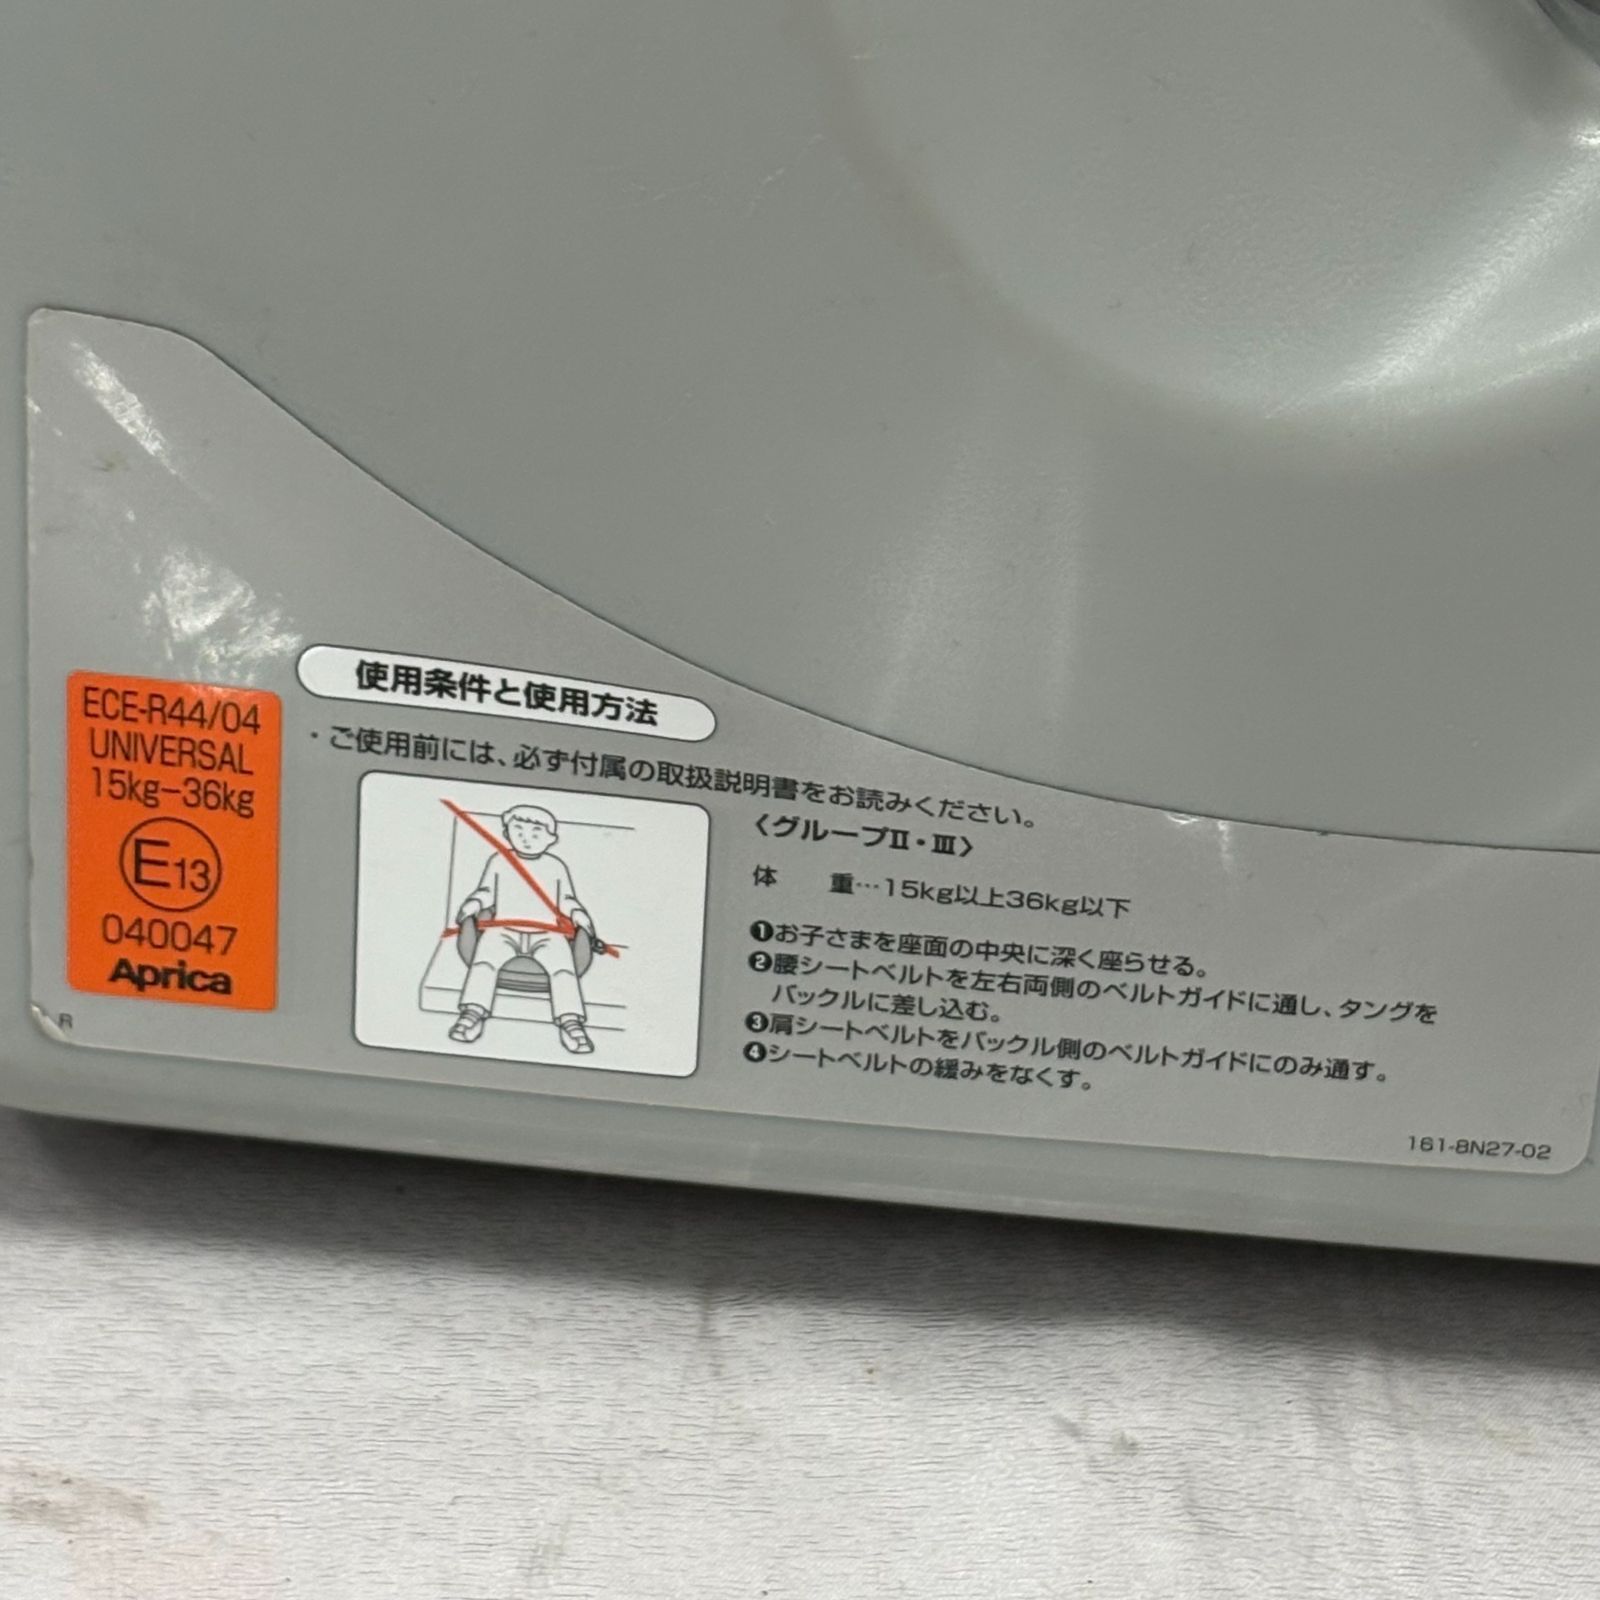 使用条件と使用方法
ECE-R44/04
UNIVERSAL
15kg-36kg
E13
040047
Aprica
R
・ご使用前には、必ず付属の取扱説明書をお読みください。
〈グループⅡ・Ⅲ〉
体　重…15kg以上36kg以下
❶お子さまを座面の中央に深く座らせる。
❷腰シートベルトを左右両側のベルトガイドに通し、タングを
バックルに差し込む。
❸肩シートベルトをバックル側のベルトガイドにのみ通す。
❹シートベルトの緩みをなくす。
161-8N27-02